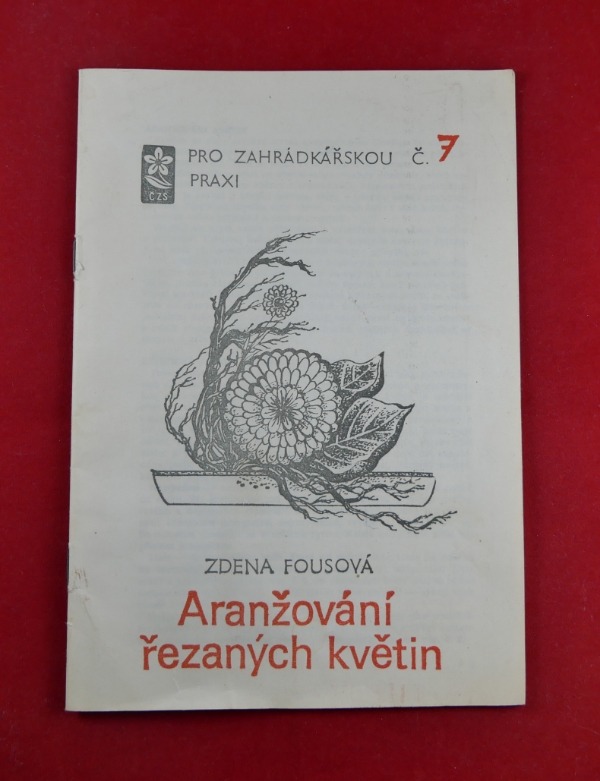 PRO ZAHRÁDKÁŘSKOU Č. 7
PRAXI
ČZS
ZDENA FOUSOVÁ
Aranžování
řezaných květin